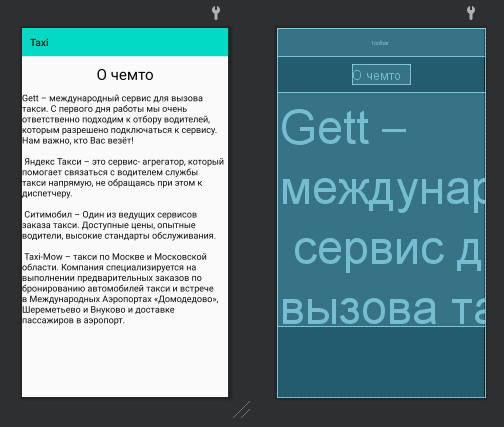 Taxi
О чемто
Gett – международный сервис для вызова
такси. С первого дня работы мы очень
ответственно подходим к отбору водителей,
которым разрешено подключаться к сервису.
Нам важно, кто Вас везёт!
Яндекс Такси – это сервис- агрегатор, который
помогает связаться с водителем службы
такси напрямую, не обращаясь при этом к
диспетчеру.
Ситимобил – Один из ведущих сервисов
заказа такси. Доступные цены, опытные
водители, высокие стандарты обслуживания.
Taxi-Mow – такси по Москве и Московской
области. Компания специализируется на
выполнении предварительных заказов по
бронированию автомобилей такси и встрече
в Международных Аэропортах «Домодедово»,
Шереметьево и Внуково и доставке
пассажиров в аэропорт.
toolbar
О чемто
Gett –
междунар
сервис д
вызова та